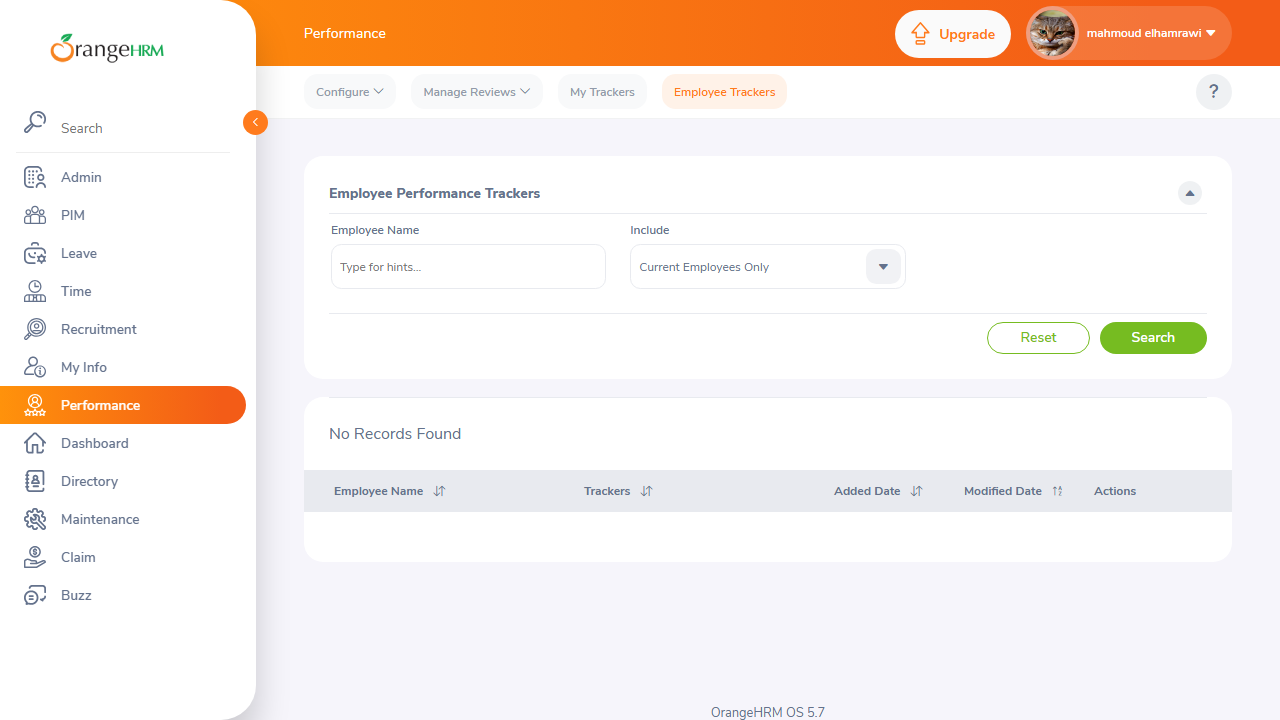 OrangeHRM
Performance
Upgrade
mahmoud elhamrawi
Configure
Manage Reviews
My Trackers
Employee Trackers
?
Search
Admin
PIM
Leave
Time
Recruitment
My Info
Performance
Dashboard
Directory
Maintenance
Claim
Buzz
Employee Performance Trackers
Employee Name
Include
Type for hints...
Current Employees Only
Reset
Search
No Records Found
Employee Name
Trackers
Added Date
Modified Date
Actions
OrangeHRM OS 5.7